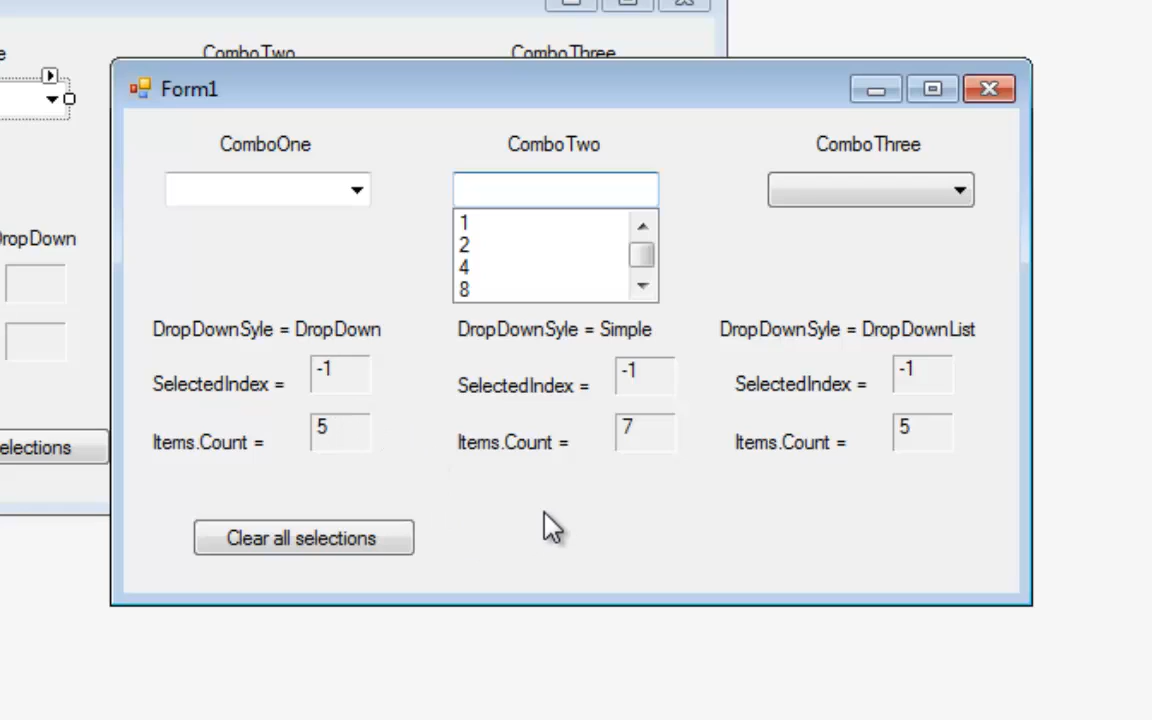 e ComboTwo ComboThree
Form1
ComboOne ComboTwo ComboThree
1
2
4
8
DropDown
DropDownSyle = DropDown DropDownSyle = Simple DropDownSyle = DropDownList
SelectedIndex = -1 SelectedIndex = -1 SelectedIndex = -1
Items.Count = 5 Items.Count = 7 Items.Count = 5
elections
Clear all selections